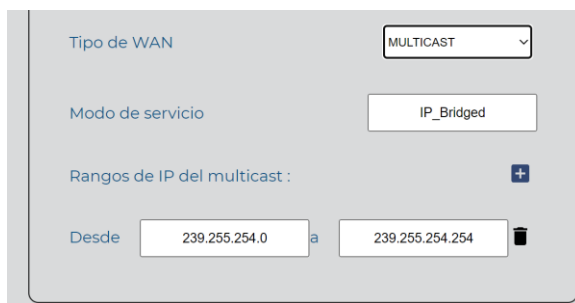 Tipo de WAN MULTICAST
Modo de servicio IP_Bridged
Rangos de IP del multicast :
Desde 239.255.254.0 a 239.255.254.254